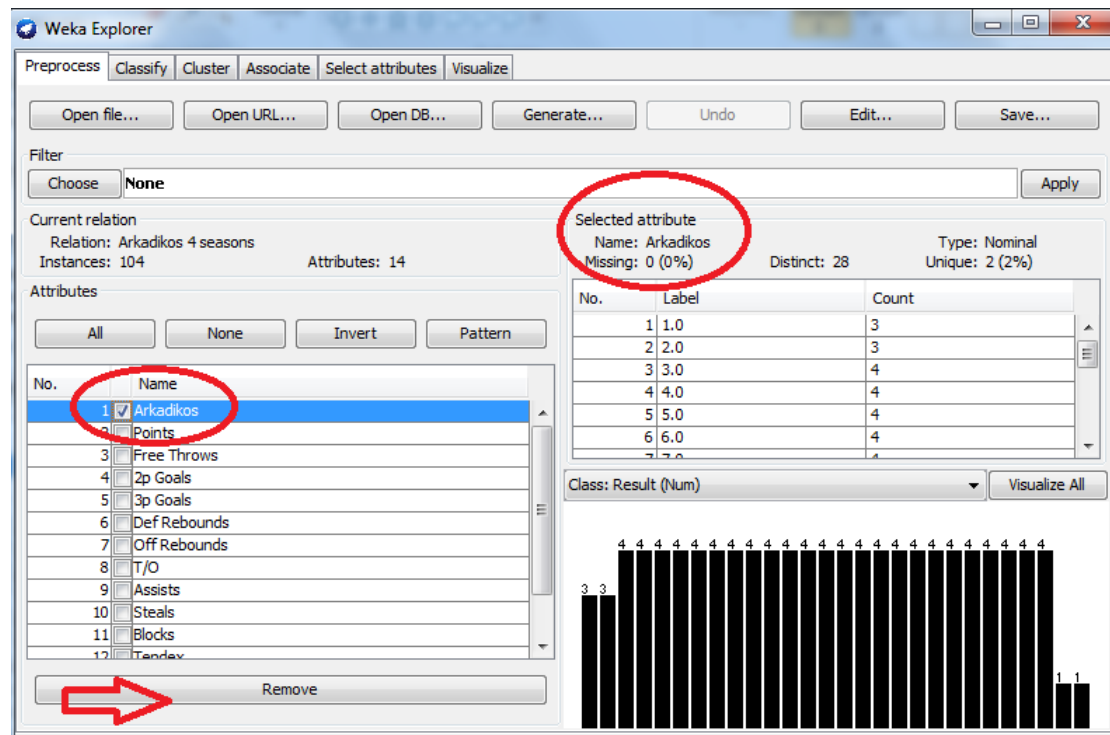 Weka Explorer
Preprocess Classify Cluster Associate Select attributes Visualize
Open file... Open URL... Open DB... Generate... Undo Edit... Save...
Filter
Choose None Apply
Current relation
Relation: Arkadikos 4 seasons
Instances: 104 Attributes: 14
Selected attribute
Name: Arkadikos Type: Nominal
Missing: 0 (0%) Distinct: 28 Unique: 2 (2%)
Attributes
All None Invert Pattern
No. Name
1 Arkadikos
2 Points
3 Free Throws
4 2p Goals
5 3p Goals
6 Def Rebounds
7 Off Rebounds
8 T/O
9 Assists
10 Steals
11 Blocks
12 Tendex
Remove
No. Label Count
1 1.0 3
2 2.0 3
3 3.0 4
4 4.0 4
5 5.0 4
6 6.0 4
7 7.0 4
Class: Result (Num) Visualize All
3 3 4 4 4 4 4 4 4 4 4 4 4 4 4 4 4 4 4 4 4 4 4 4 4 4 1 1